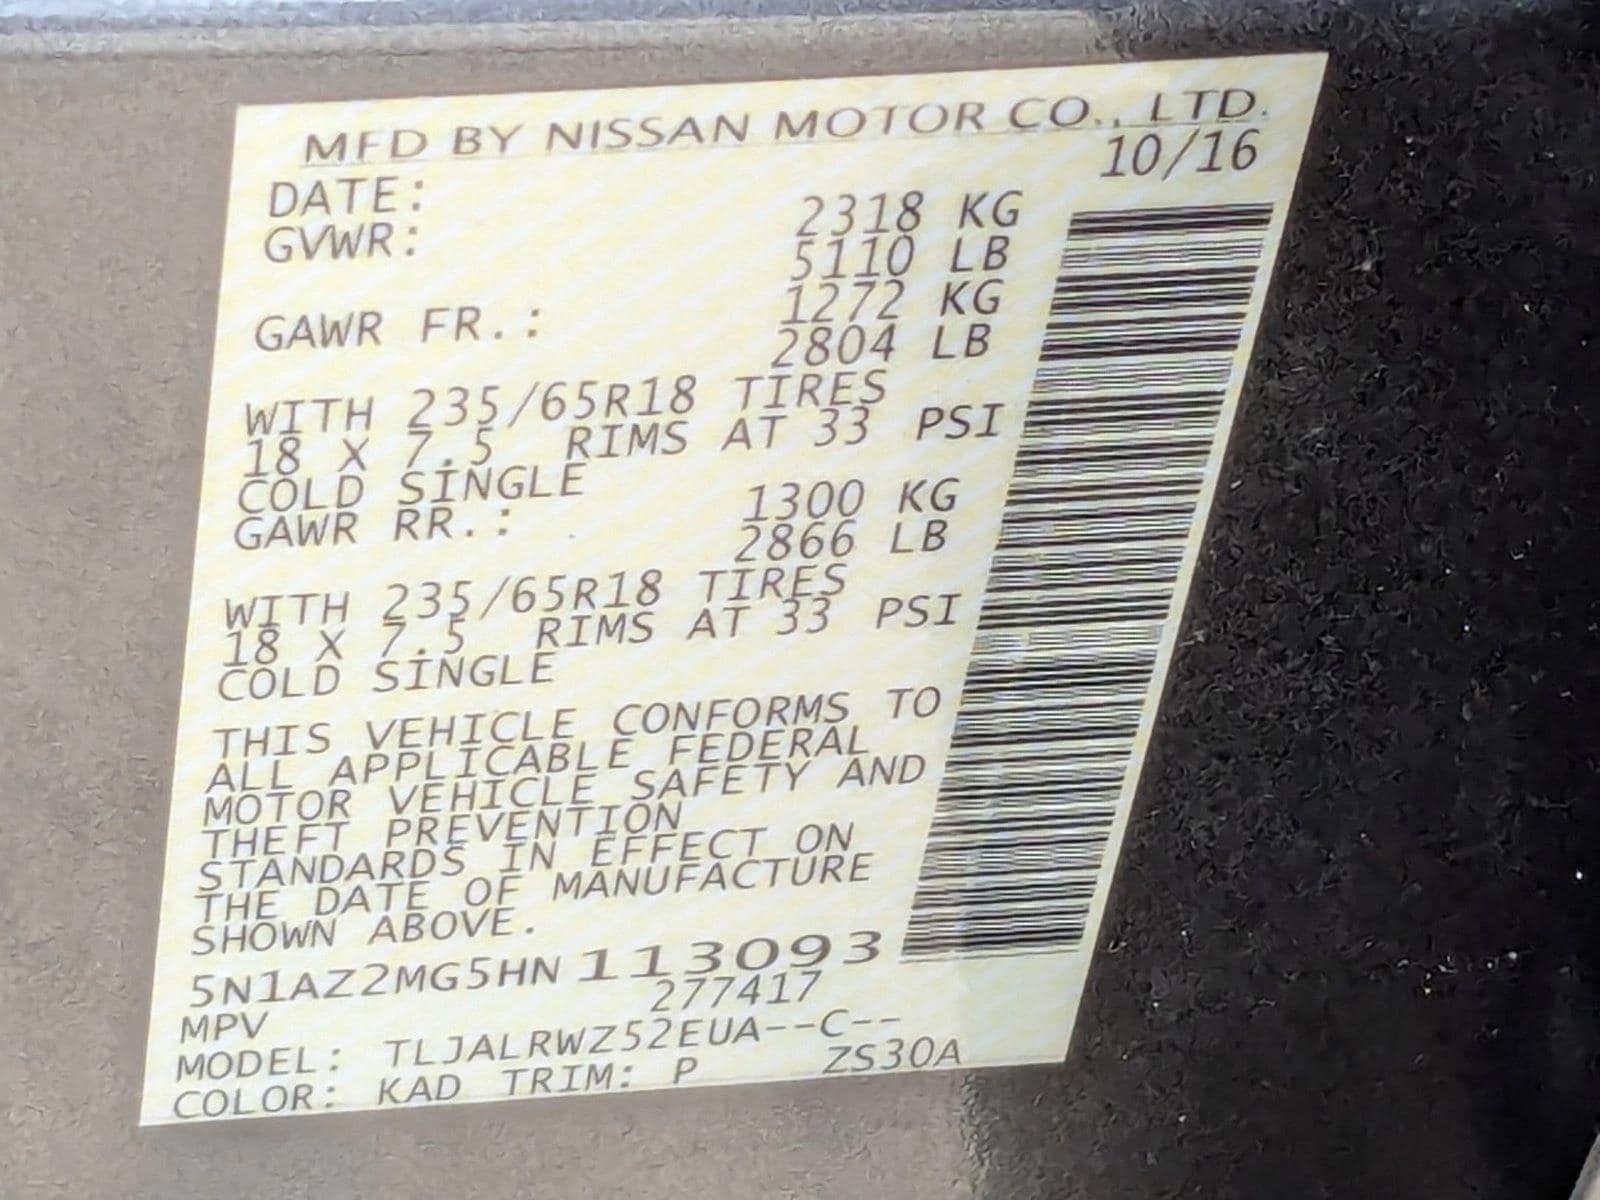 MFD BY NISSAN MOTOR CO., LTD.
DATE: 10/16
GVWR: 2318 KG
5110 LB
GAWR FR.: 1272 KG
2804 LB
WITH 235/65R18 TIRES
18 X 7.5 RIMS AT 33 PSI
COLD SINGLE
GAWR RR.: 1300 KG
2866 LB
WITH 235/65R18 TIRES
18 X 7.5 RIMS AT 33 PSI
COLD SINGLE
THIS VEHICLE CONFORMS TO
ALL APPLICABLE FEDERAL
MOTOR VEHICLE SAFETY AND
THEFT PREVENTION
STANDARDS IN EFFECT ON
THE DATE OF MANUFACTURE
SHOWN ABOVE.
5N1AZ2MG5HN113093
MPV 277417
MODEL: TLJALRWZ52EUA--C--
COLOR: KAD TRIM: P ZS30A